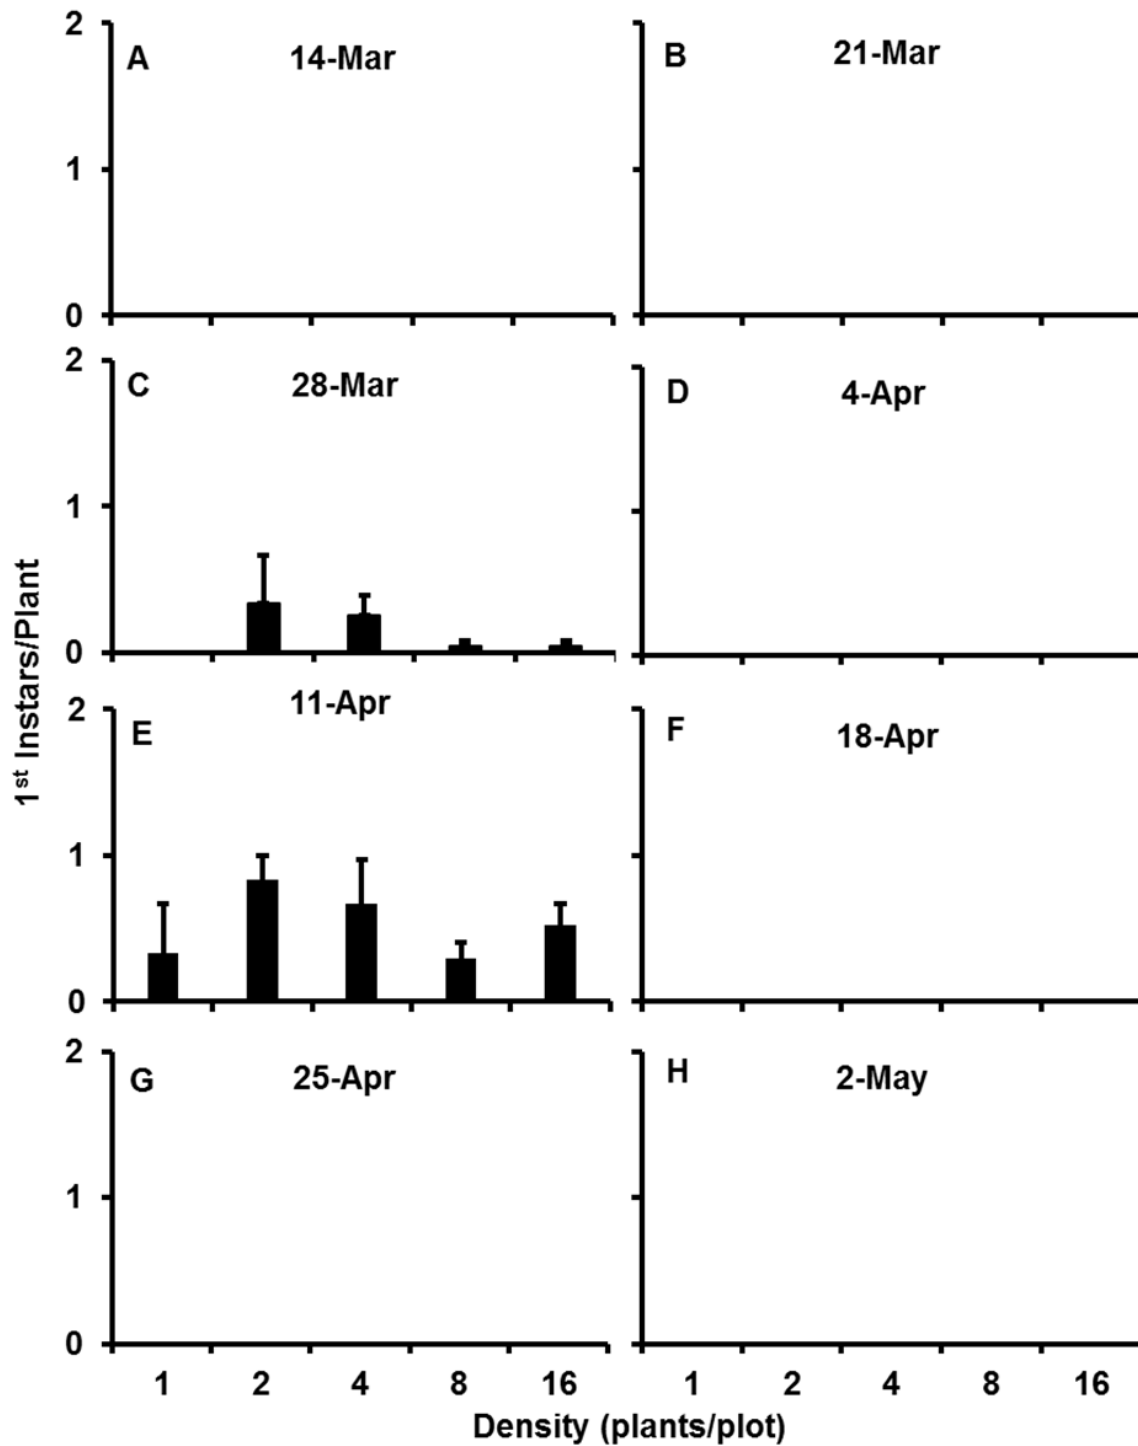 2
A
14-Mar
1
0
B
21-Mar
2
C
28-Mar
1
0
D
4-Apr
1st Instars/Plant
2
E
11-Apr
1
0
F
18-Apr
2
G
25-Apr
1
0
H
2-May
1 2 4 8 16
1 2 4 8 16
Density (plants/plot)